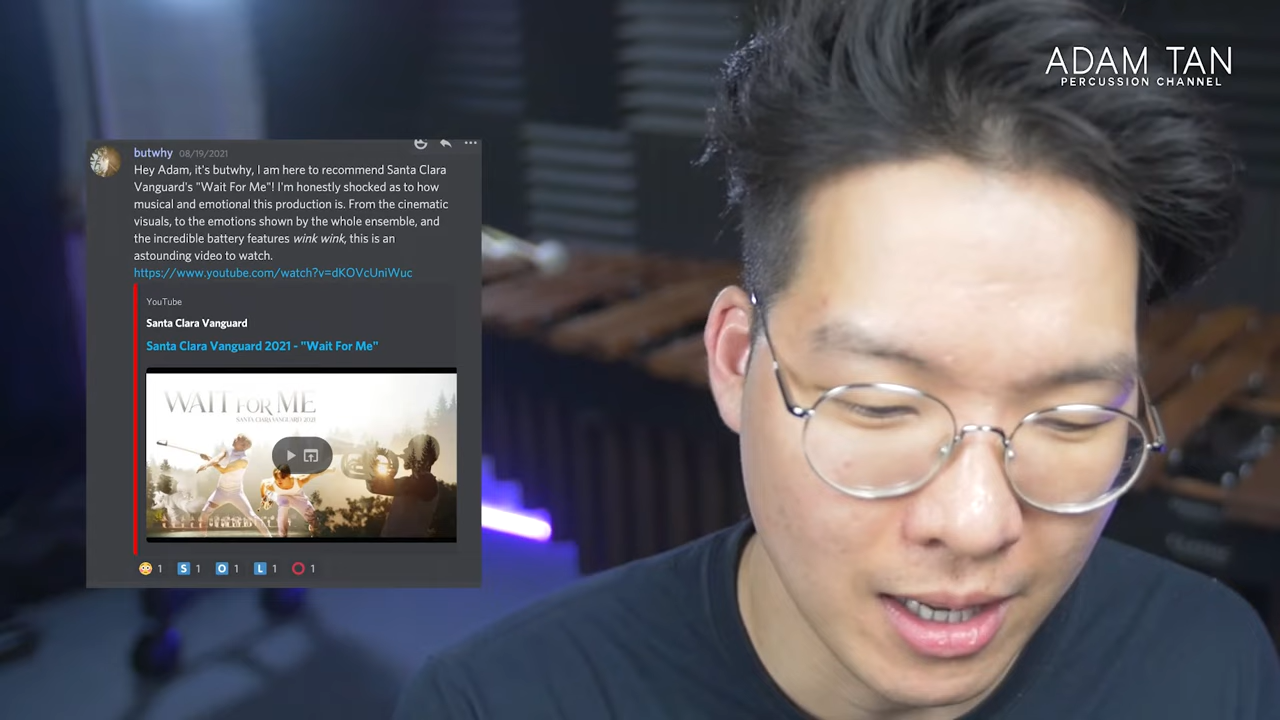 ADAM TAN
PERCUSSION CHANNEL
butwhy 08/19/2021
Hey Adam, it's butwhy, I am here to recommend Santa Clara
Vanguard's "Wait For Me"! I'm honestly shocked as to how
musical and emotional this production is. From the cinematic
visuals, to the emotions shown by the whole ensemble, and
the incredible battery features wink wink, this is an
astounding video to watch.
https://www.youtube.com/watch?v=dKOVcUniWuc
YouTube
Santa Clara Vanguard
Santa Clara Vanguard 2021 - "Wait For Me"
WAIT FOR ME
SANTA CLARA VANGUARD 2021
1 S 1 O 1 L 1 1